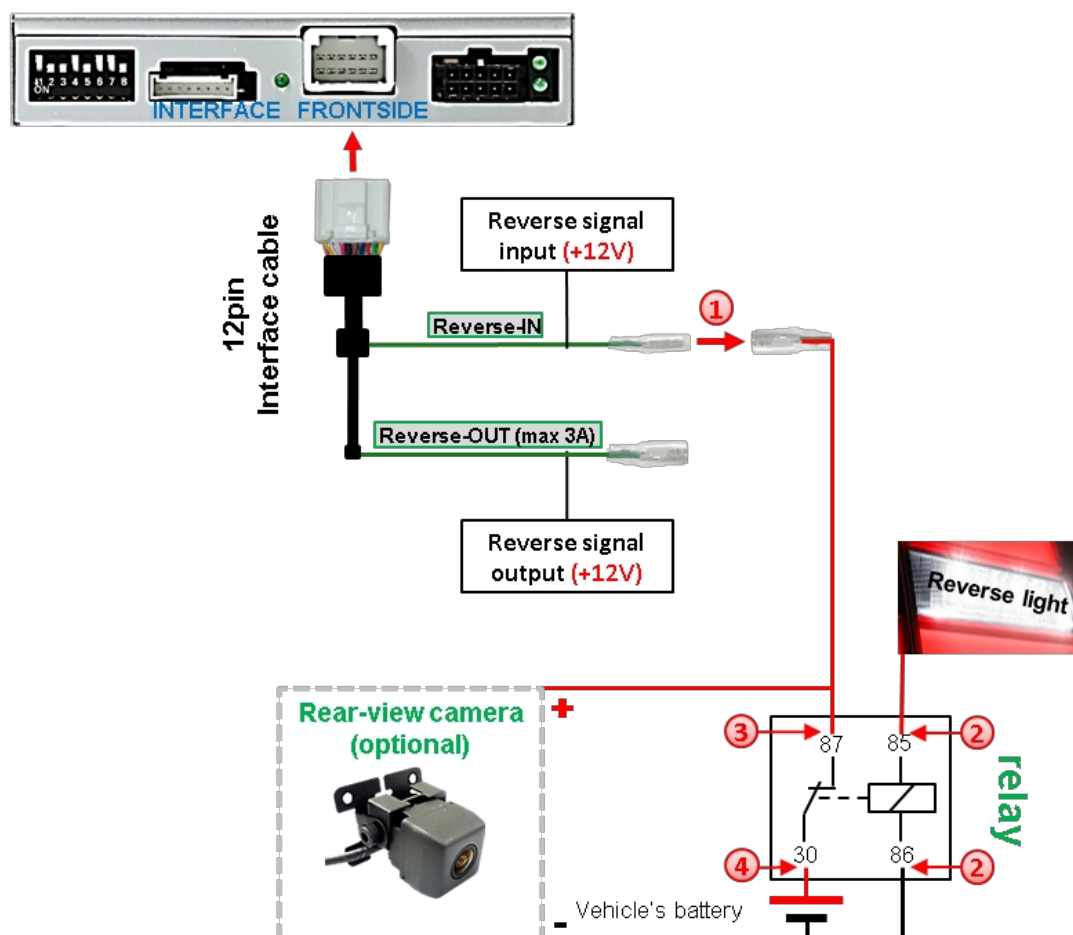 1 2 3 4 5 6 7 8
ON
INTERFACE FRONTSIDE
12pin
Interface cable
Reverse signal
input (+12V)
Reverse-IN
1
Reverse-OUT (max 3A)
Reverse signal
output (+12V)
Reverse light
Rear-view camera
(optional)
+
3
87
85
2
relay
4
30
86
2
- Vehicle's battery